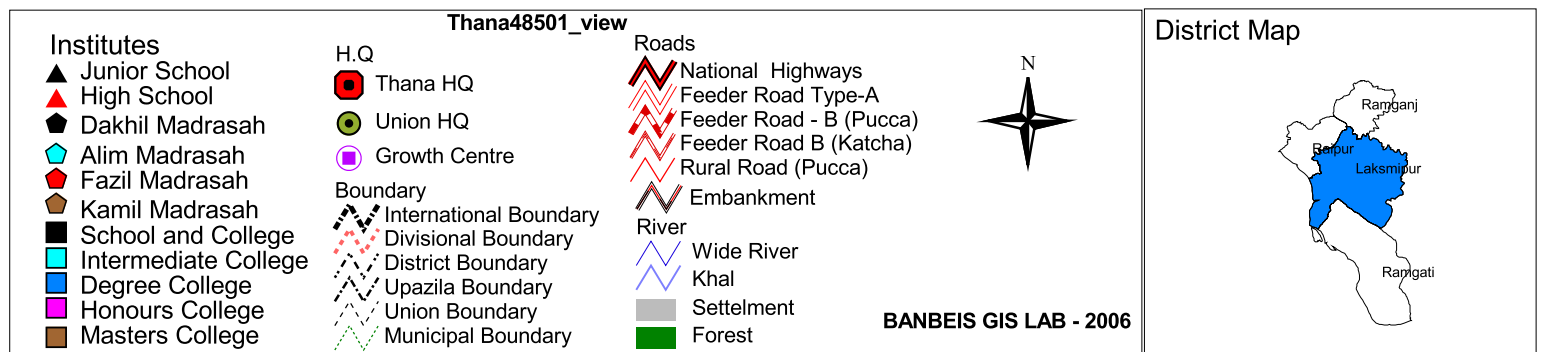 Thana48501_view
Institutes
Junior School
High School
Dakhil Madrasah
Alim Madrasah
Fazil Madrasah
Kamil Madrasah
School and College
Intermediate College
Degree College
Honours College
Masters College
H.Q
Thana HQ
Union HQ
Growth Centre
Boundary
International Boundary
Divisional Boundary
District Boundary
Upazila Boundary
Union Boundary
Municipal Boundary
Roads
National Highways
Feeder Road Type-A
Feeder Road - B (Pucca)
Feeder Road B (Katcha)
Rural Road (Pucca)
Embankment
River
Wide River
Khal
Settelment
Forest
N
BANBEIS GIS LAB - 2006
District Map
Ramganj
Raipur
Laksmipur
Ramgati